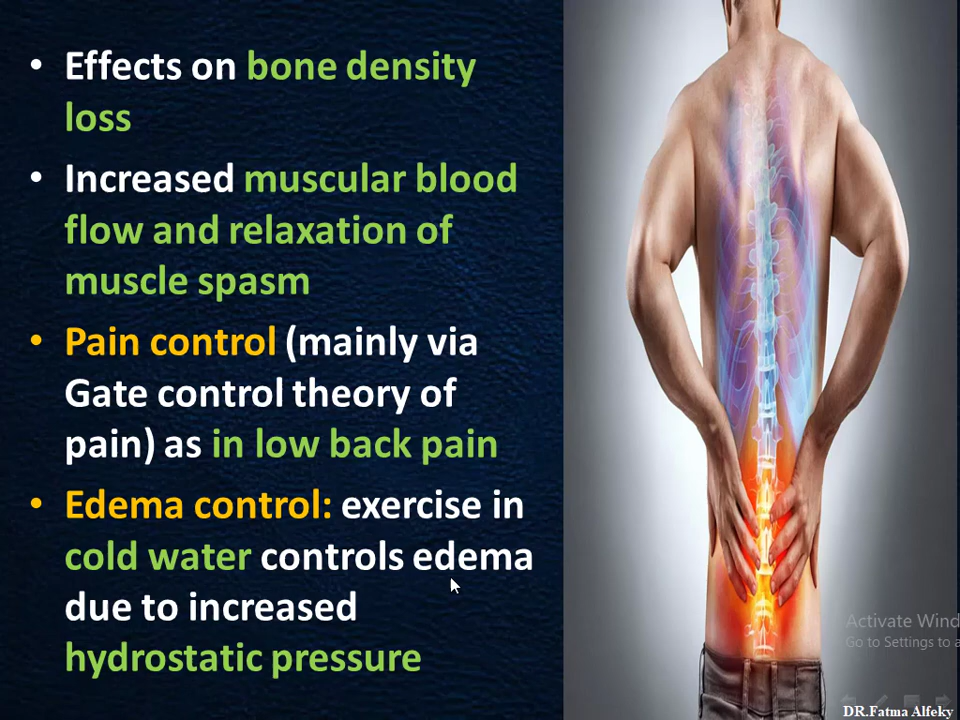 • Effects on bone density
loss
• Increased muscular blood
flow and relaxation of
muscle spasm
• Pain control (mainly via
Gate control theory of
pain) as in low back pain
• Edema control: exercise in
cold water controls edema
due to increased
hydrostatic pressure
Activate Wind
Go to Settings to a
DR.Fatma Alfeky